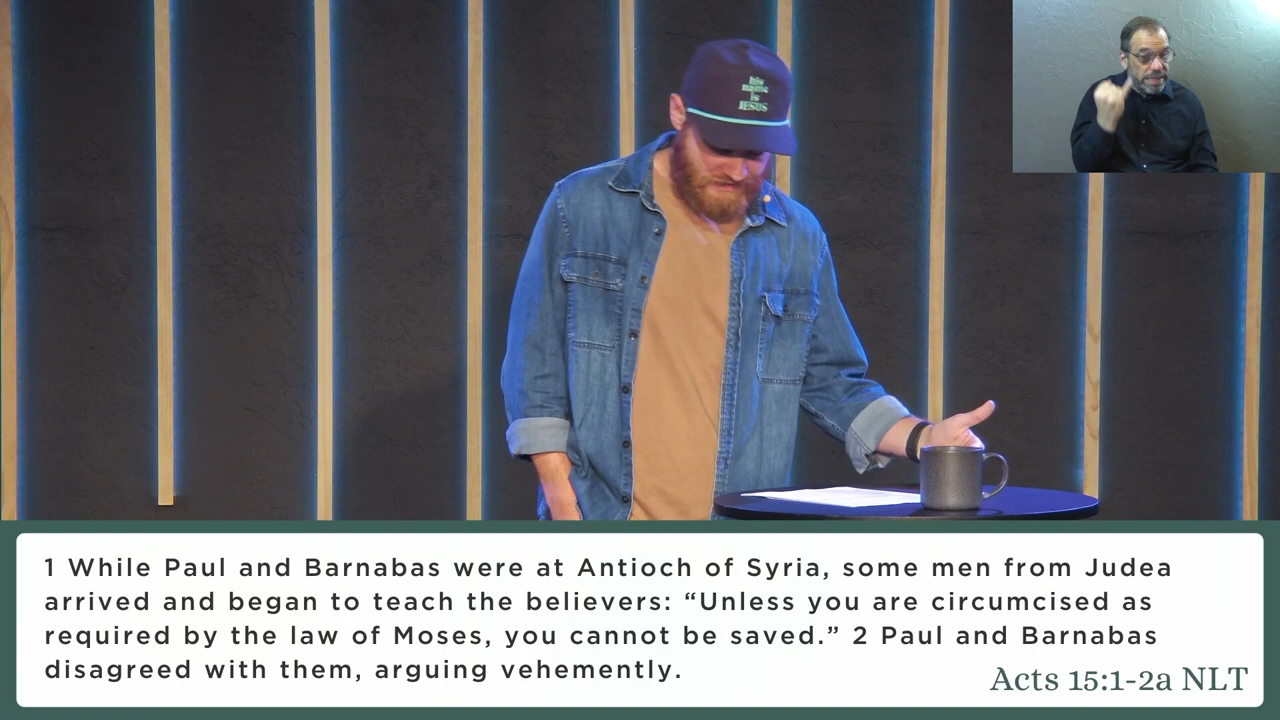 his
name
is
JESUS
1 While Paul and Barnabas were at Antioch of Syria, some men from Judea
arrived and began to teach the believers: “Unless you are circumcised as
required by the law of Moses, you cannot be saved.” 2 Paul and Barnabas
disagreed with them, arguing vehemently.
Acts 15:1-2a NLT